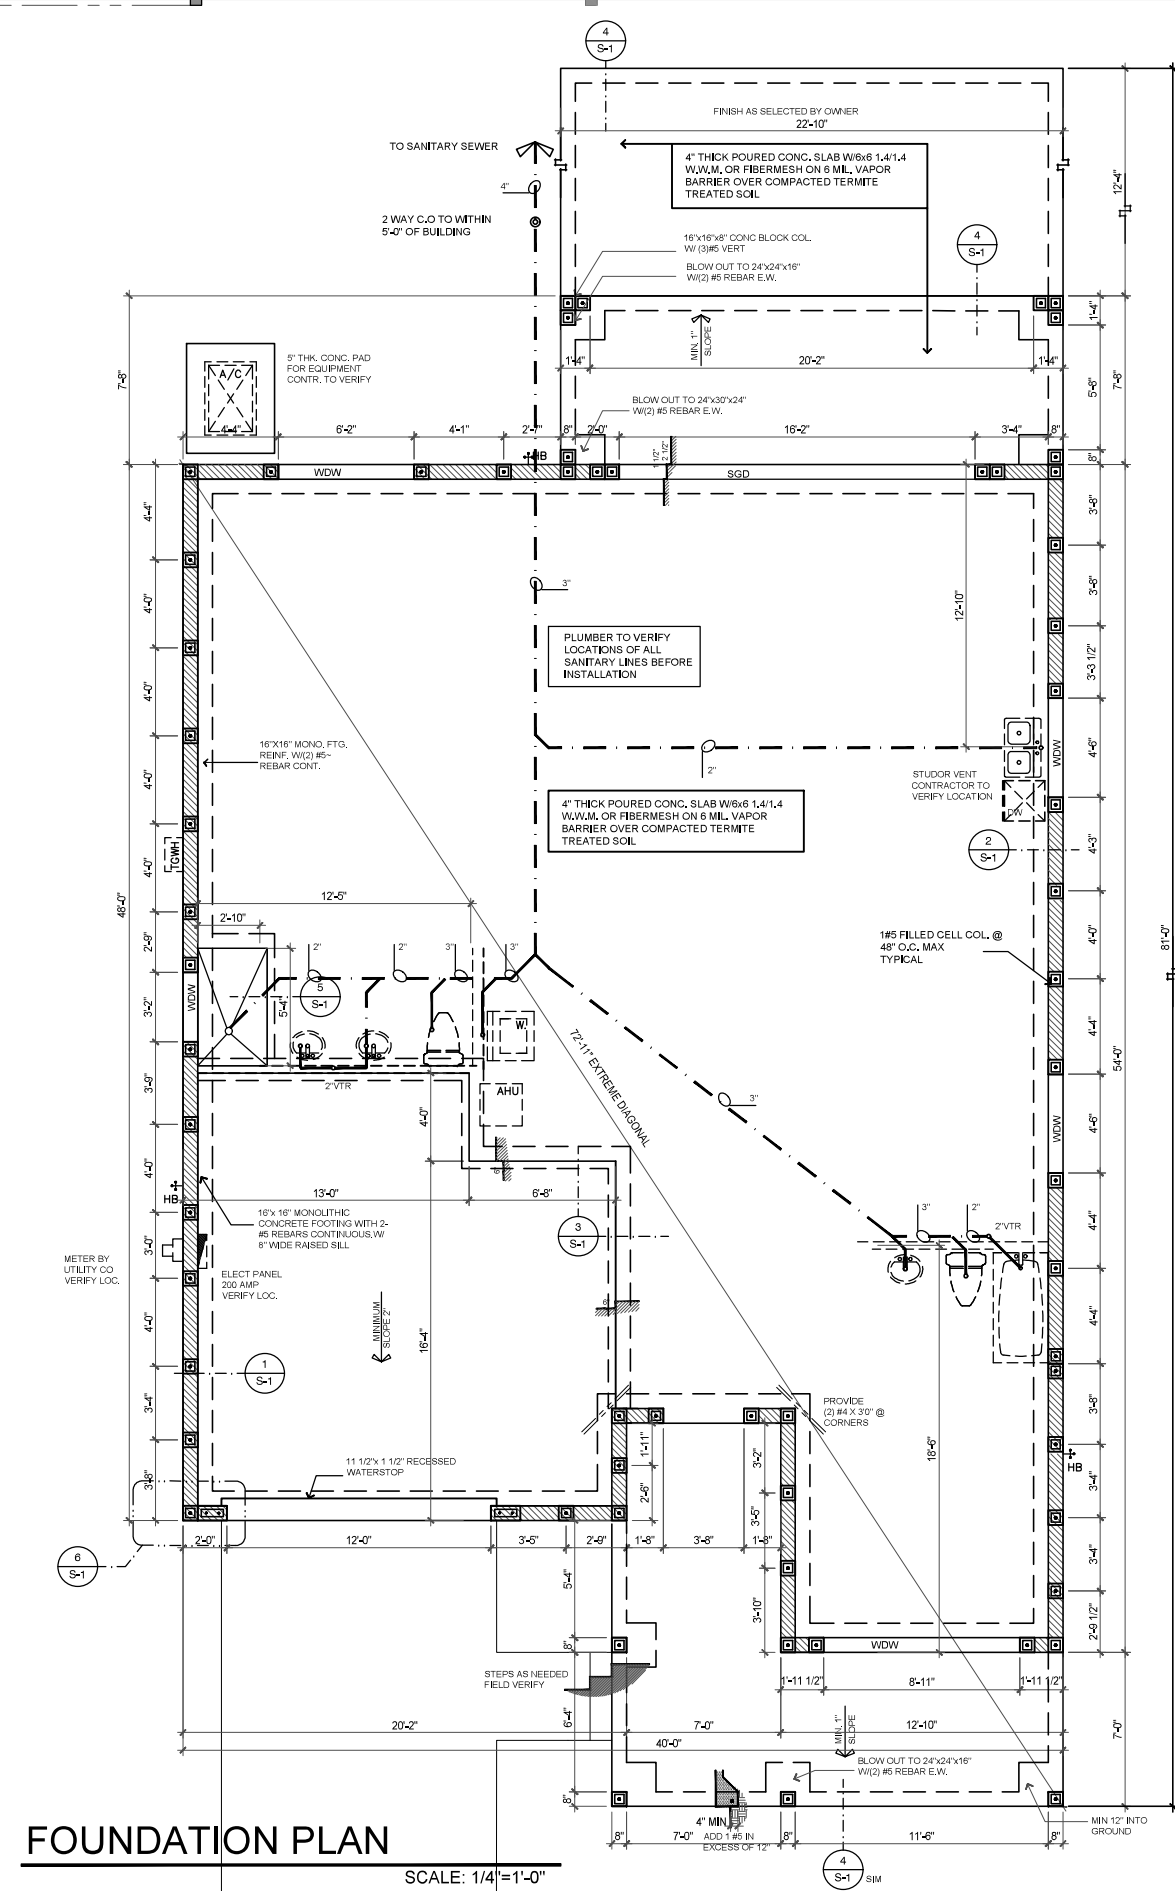 4
S-1
FINISH AS SELECTED BY OWNER
22'-10"
TO SANITARY SEWER
4"
2 WAY C.O TO WITHIN
5'-0" OF BUILDING
4" THICK POURED CONC. SLAB W/6x6 1.4/1.4
W.W.M. OR FIBERMESH ON 6 MIL. VAPOR
BARRIER OVER COMPACTED TERMITE
TREATED SOIL
12'-4"
16"x16"x8" CONC BLOCK COL.
W/ (3)#5 VERT
BLOW OUT TO 24"x24"x16"
W/(2) #5 REBAR E.W.
4
S-1
1'-4"
MIN. 1"
SLOPE
1'-4"
20'-2"
1'-4"
5'-8"
7'-8"
7'-8"
A/C
5" THK. CONC. PAD
FOR EQUIPMENT
CONTR. TO VERIFY
BLOW OUT TO 24"x30"x24"
W/(2) #5 REBAR E.W.
4'-4"
6'-2"
4'-1"
2'-7"
8"
2'-0"
16'-2"
3'-4"
8"
8"
HB
1 1/2"
2 1/2"
WDW
SGD
4'-4"
4'-0"
4'-0"
4'-0"
4'-0"
2'-9"
3'-2"
3'-9"
4'-0"
3'-0"
4'-0"
3'-4"
3'-8"
48'-0"
3'-8"
3'-8"
3'-3 1/2"
4'-6"
4'-3"
4'-0"
4'-4"
4'-6"
4'-4"
4'-4"
3'-8"
3'-4"
3'-4"
2'-9 1/2"
54'-0"
81'-0"
12'-10"
3"
PLUMBER TO VERIFY
LOCATIONS OF ALL
SANITARY LINES BEFORE
INSTALLATION
16"X16" MONO. FTG.
REINF. W/(2) #5~
REBAR CONT.
2"
WDW
STUDOR VENT
CONTRACTOR TO
VERIFY LOCATION
DW
4" THICK POURED CONC. SLAB W/6x6 1.4/1.4
W.W.M. OR FIBERMESH ON 6 MIL. VAPOR
BARRIER OVER COMPACTED TERMITE
TREATED SOIL
2
S-1
TGWH
12'-5"
2'-10"
1#5 FILLED CELL COL. @
48" O.C. MAX
TYPICAL
2"
2"
3"
3"
WDW
5
S-1
5'-4"
W.
2"VTR
AHU
4'-0"
72'-11" EXTREME DIAGONAL
3"
WDW
6"
13'-0"
6'-8"
HB
16"x 16" MONOLITHIC
CONCRETE FOOTING WITH 2-
#5 REBARS CONTINUOUS,W/
8" WIDE RAISED SILL
3
S-1
3"
2"
2"VTR
METER BY
UTILITY CO
VERIFY LOC.
ELECT PANEL
200 AMP
VERIFY LOC.
MINIMUM
SLOPE 2"
16'-4"
6"
1
S-1
PROVIDE
(2) #4 X 3'0" @
CORNERS
18'-6"
11 1/2"x 1 1/2" RECESSED
WATERSTOP
1'-11"
2'-6"
3'-2"
3'-5"
3'-10"
HB
6
S-1
2'-0"
12'-0"
3'-5"
2'-9"
1'-8"
3'-8"
1'-8"
5'-4"
8"
6'-4"
8"
WDW
STEPS AS NEEDED
FIELD VERIFY
1'-11 1/2"
8'-11"
1'-11 1/2"
20'-2"
7'-0"
12'-10"
40'-0"
MIN. 1"
SLOPE
7'-0"
BLOW OUT TO 24"x24"x16"
W/(2) #5 REBAR E.W.
4" MIN
ADD 1 #5 IN
EXCESS OF 12"
MIN 12" INTO
GROUND
8"
7'-0"
8"
11'-6"
8"
4
S-1
SIM
FOUNDATION PLAN
SCALE: 1/4"=1'-0"